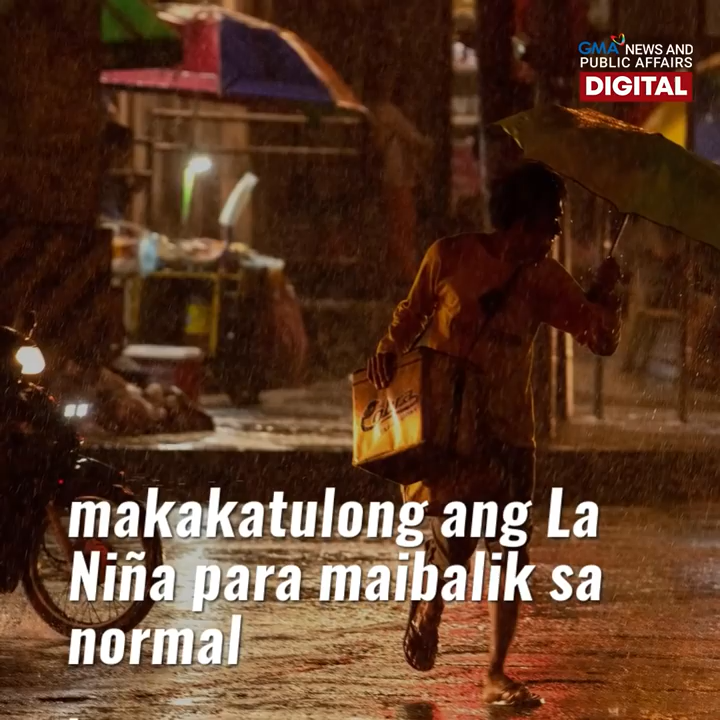 GMA NEWS AND
PUBLIC AFFAIRS
DIGITAL
makakatulong ang La
Niña para maibalik sa
normal